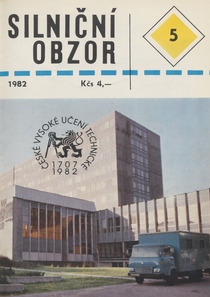 SILNIČNÍ
OBZOR
5
1982
Kčs 4,—
ČESKÉ VYSOKÉ UČENÍ TECHNICKÉ
1707
1982